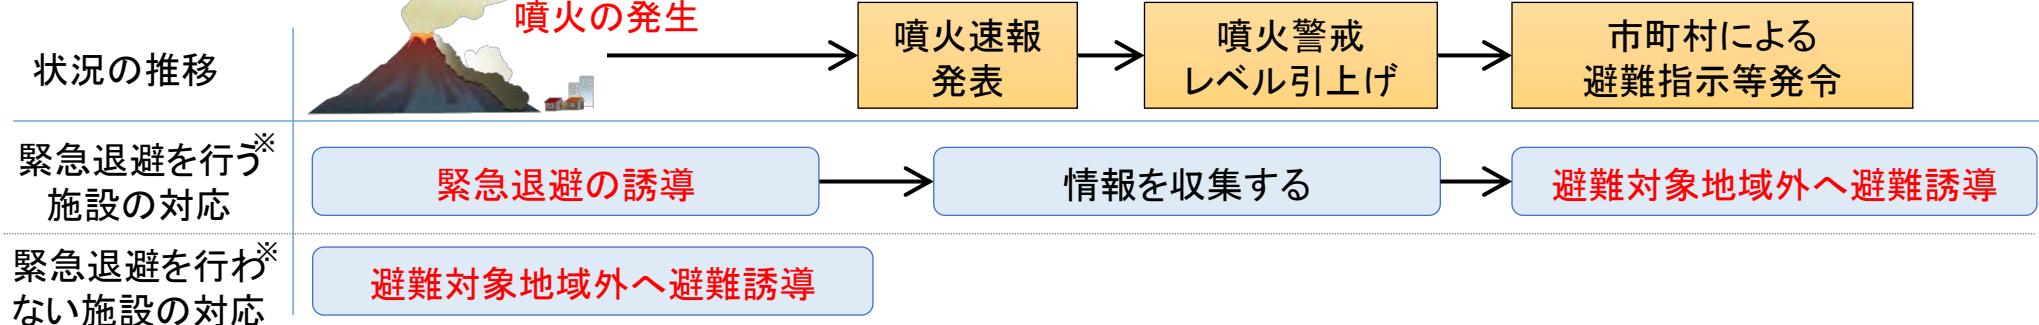 噴火の発生
状況の推移
噴火速報
発表
噴火警戒
レベル引上げ
市町村による
避難指示等発令
緊急退避を行う※
施設の対応
緊急退避の誘導
情報を収集する
避難対象地域外へ避難誘導
緊急退避を行わ※
ない施設の対応
避難対象地域外へ避難誘導